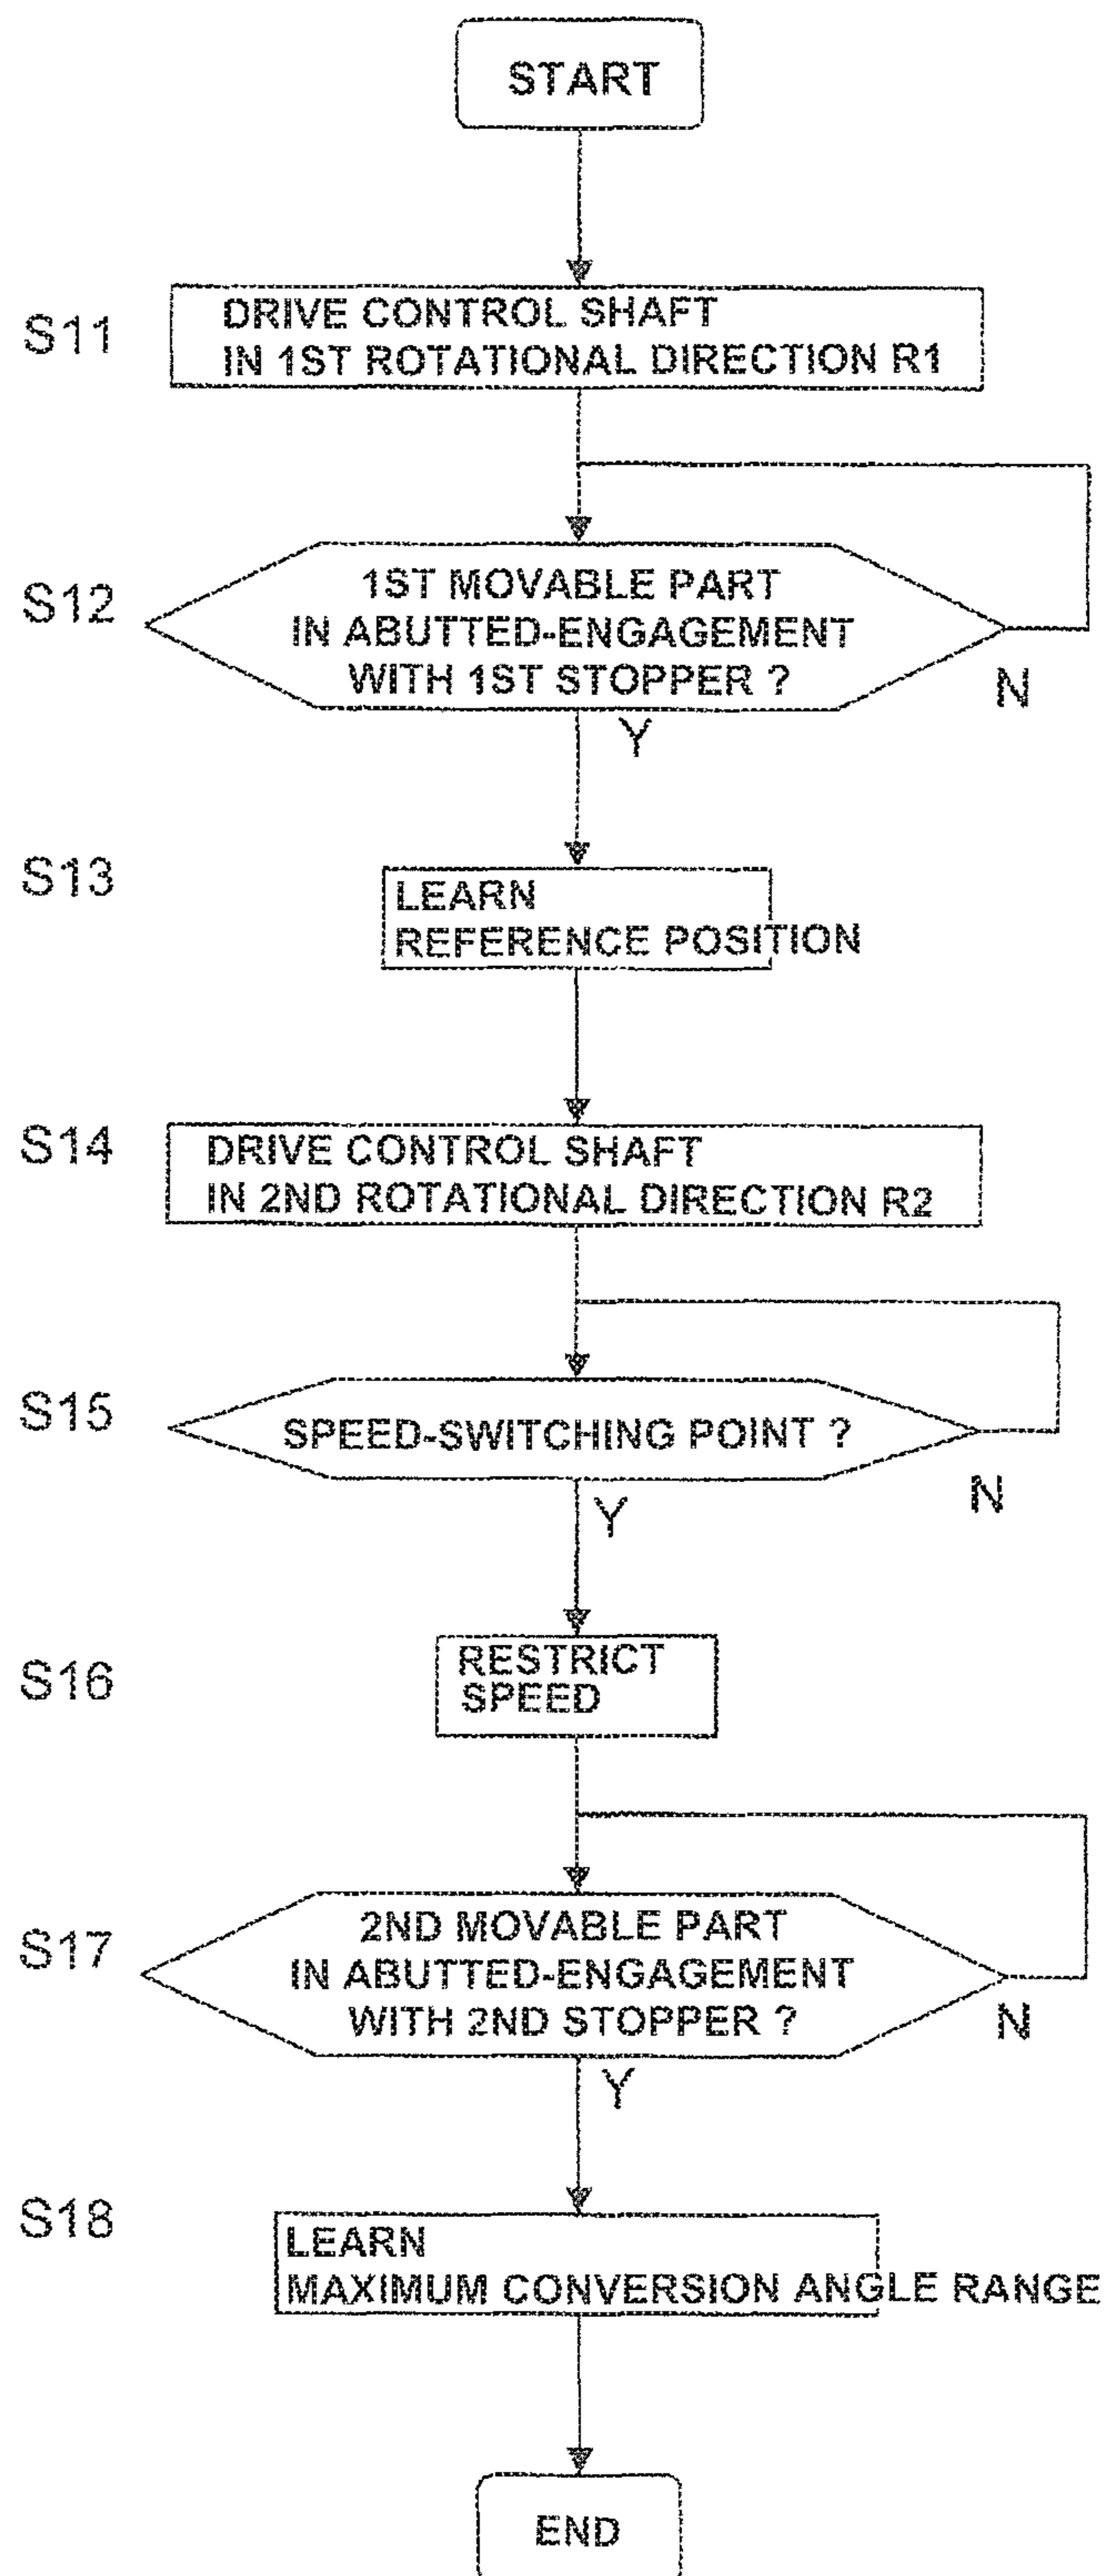 START
S11
DRIVE CONTROL SHAFT
IN 1ST ROTATIONAL DIRECTION R1
S12
1ST MOVABLE PART
IN ABUTTED-ENGAGEMENT
WITH 1ST STOPPER ?
N
Y
S13
LEARN
REFERENCE POSITION
S14
DRIVE CONTROL SHAFT
IN 2ND ROTATIONAL DIRECTION R2
S15
SPEED-SWITCHING POINT ?
N
Y
S16
RESTRICT
SPEED
S17
2ND MOVABLE PART
IN ABUTTED-ENGAGEMENT
WITH 2ND STOPPER ?
N
Y
S18
LEARN
MAXIMUM CONVERSION ANGLE RANGE
END